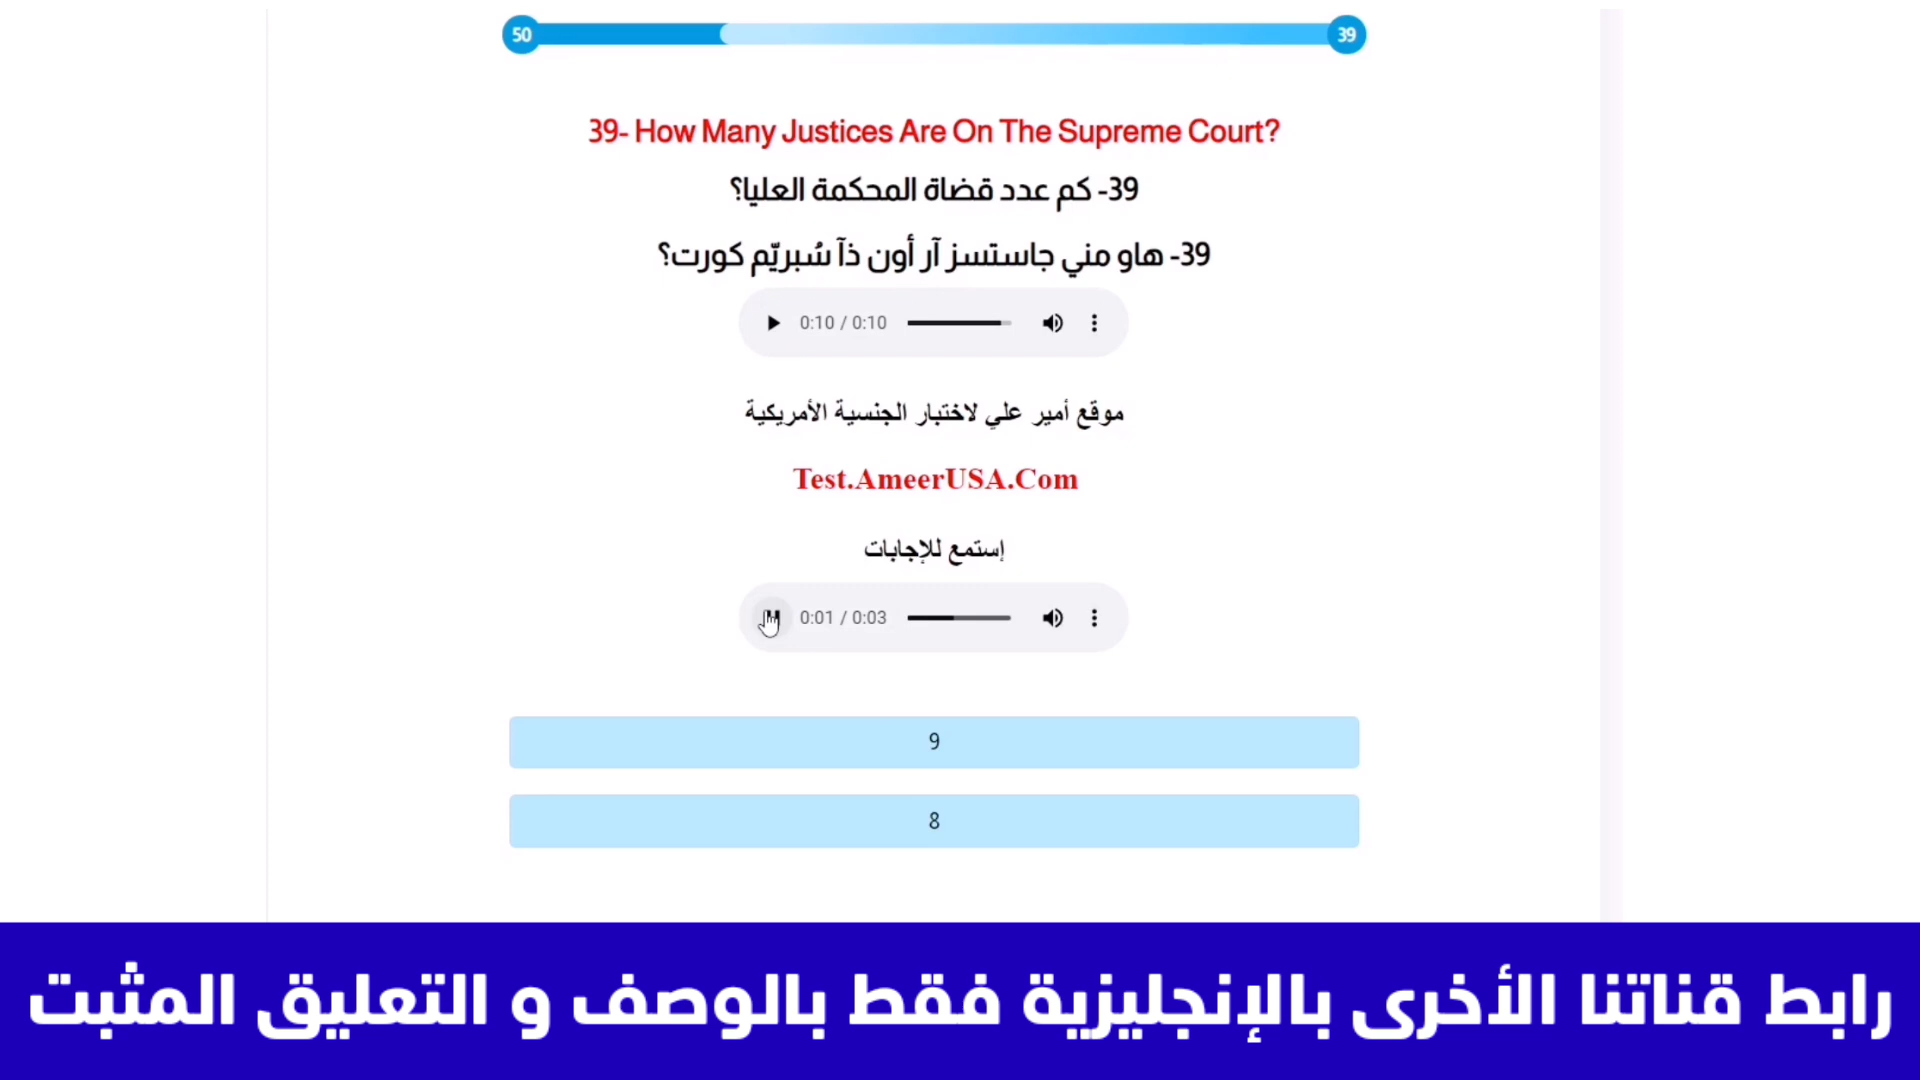 50 39
39- How Many Justices Are On The Supreme Court?
39- كم عدد قضاة المحكمة العليا؟
39- هاو مني جاستسز آر أون ذآ سُبريّم كورت؟
0:10 / 0:10
موقع أمير علي لاختبار الجنسية الأمريكية
Test.AmeerUSA.Com
إستمع للإجابات
0:01 / 0:03
9
8
رابط قناتنا الأخرى بالإنجليزية فقط بالوصف و التعليق المثبت